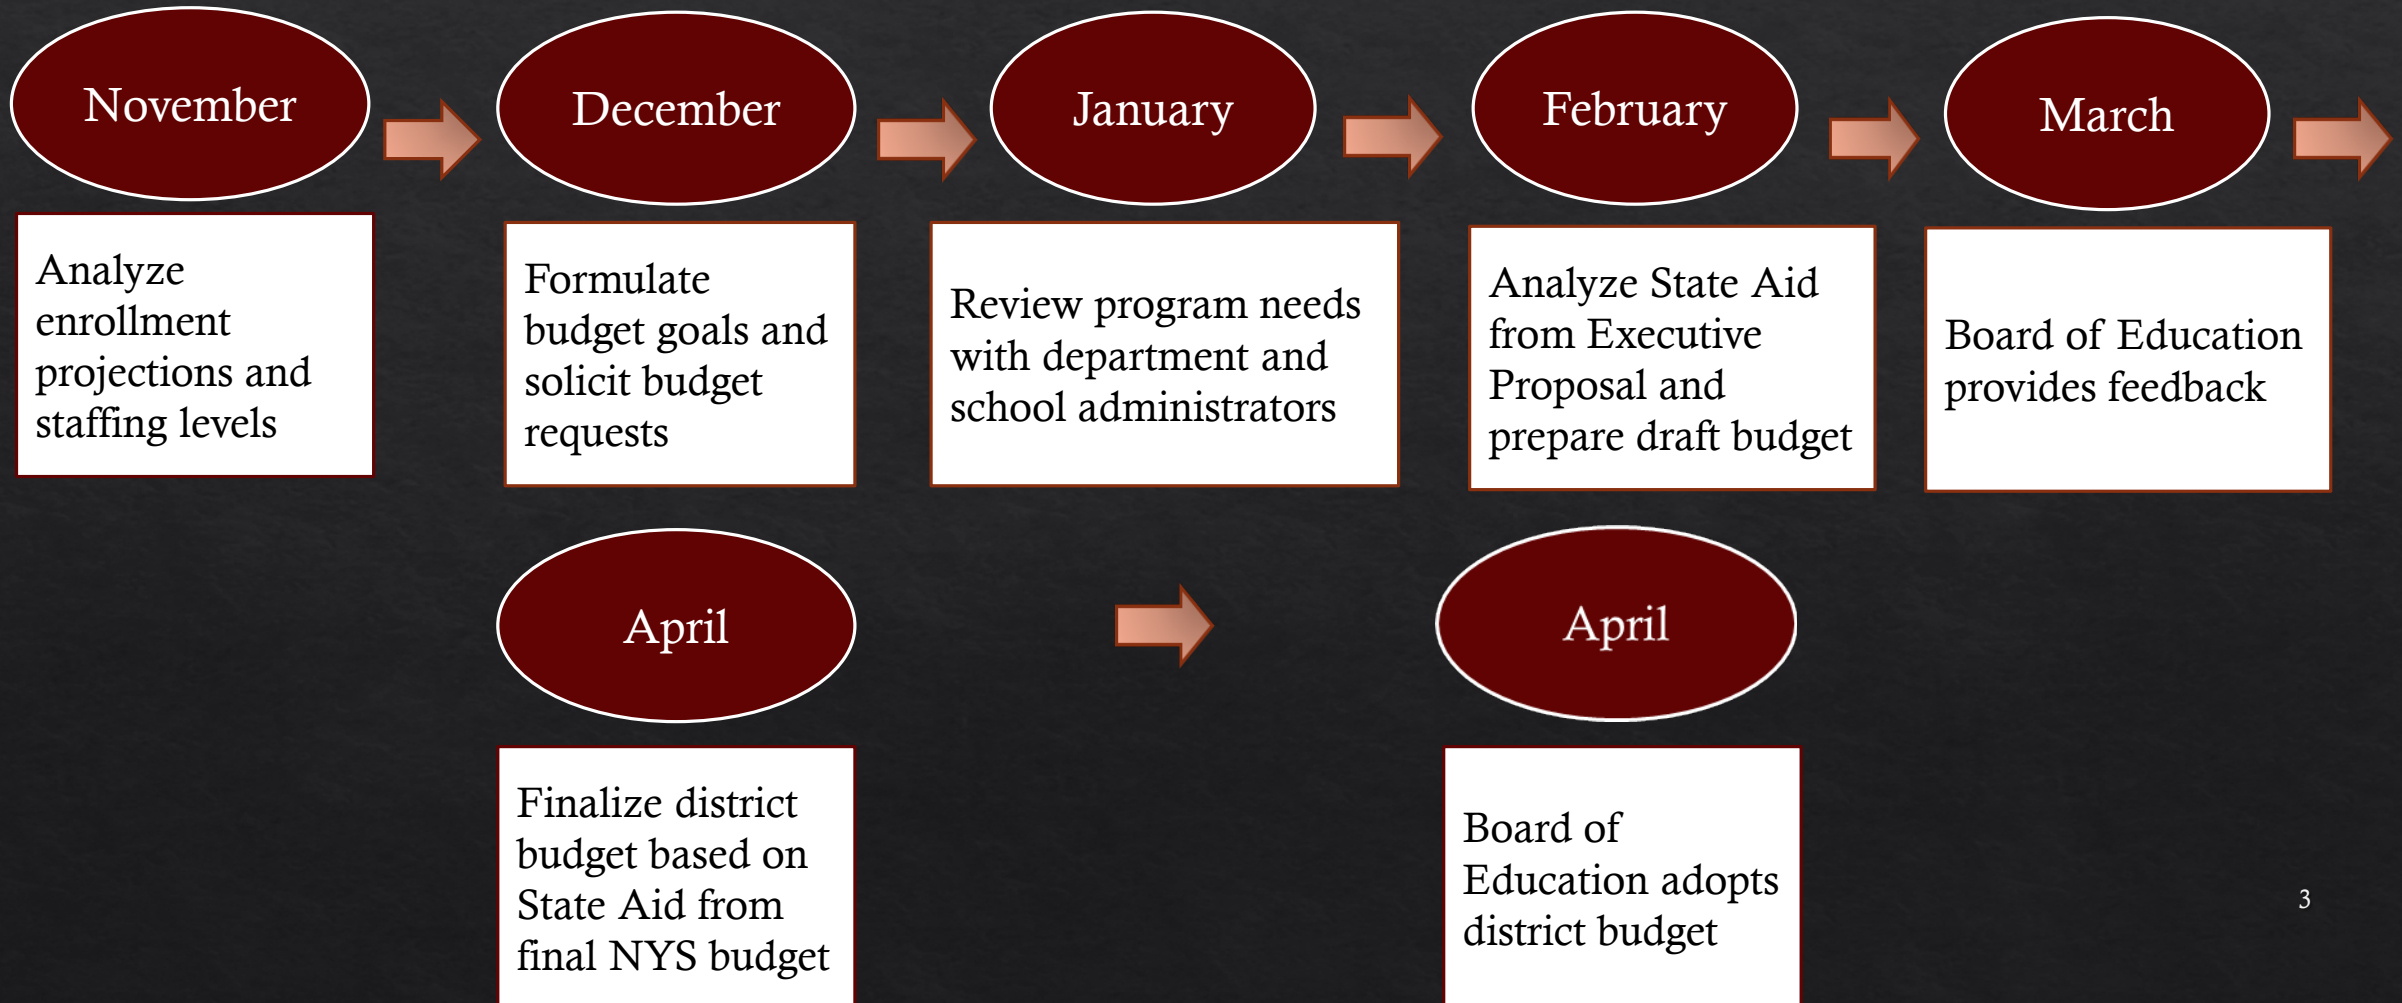 November
December
January
February
March
Analyze
enrollment
projections and
staffing levels
Formulate
budget goals and
solicit budget
requests
Review program needs
with department and
school administrators
Analyze State Aid
from Executive
Proposal and
prepare draft budget
Board of Education
provides feedback
April
April
Finalize district
budget based on
State Aid from
final NYS budget
Board of
Education adopts
district budget
3